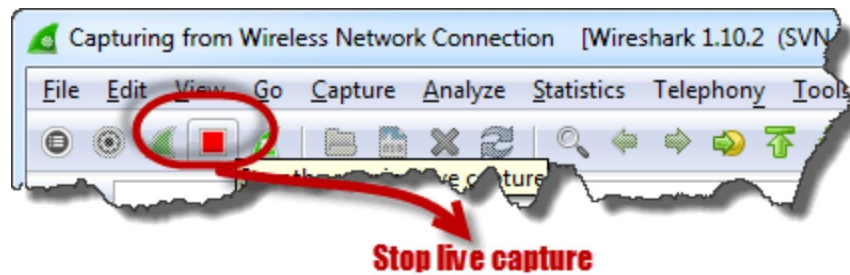 Capturing from Wireless Network Connection [Wireshark 1.10.2 (SVN
File Edit View Go Capture Analyze Statistics Telephony Tools
capture
Stop live capture